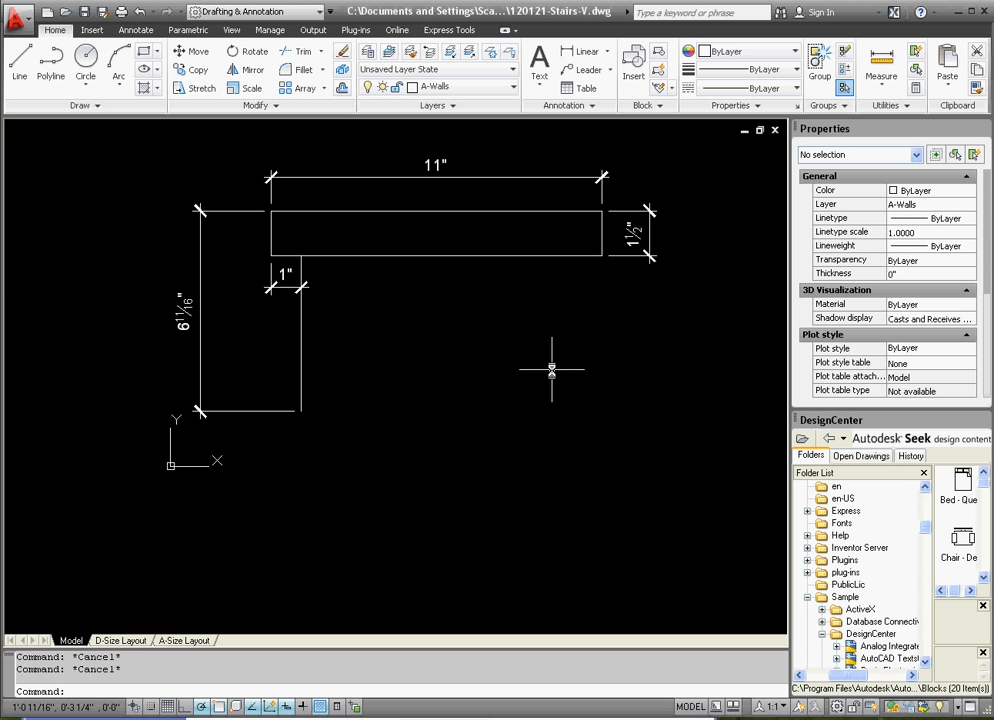 Drafting & Annotation
C:\Documents and Settings\Sca...\120121-Stairs-V.dwg
Type a keyword or phrase
Sign In
Home
Insert
Annotate
Parametric
View
Manage
Output
Plug-ins
Online
Express Tools
Line
Polyline
Circle
Arc
Move
Rotate
Trim
Copy
Mirror
Fillet
Stretch
Scale
Array
Unsaved Layer State
A-Walls
Text
Linear
Leader
Table
Insert
ByLayer
ByLayer
ByLayer
Group
Measure
Paste
Draw
Modify
Layers
Annotation
Block
Properties
Groups
Utilities
Clipboard
11"
1 1/2"
1"
6 11/16"
Y
X
Properties
No selection
General
Color ByLayer
Layer A-Walls
Linetype ByLayer
Linetype scale 1.0000
Lineweight ByLayer
Transparency ByLayer
Thickness 0"
3D Visualization
Material ByLayer
Shadow display Casts and Receives ...
Plot style
Plot style ByLayer
Plot style table None
Plot table attach... Model
Plot table type Not available
DesignCenter
Autodesk Seek design content
Folders
Open Drawings
History
Folder List
en
en-US
Express
Fonts
Help
Inventor Server
Plugins
plug-ins
PublicLic
Sample
ActiveX
Database Connecti
DesignCenter
Analog Integrate
AutoCAD Textst
Bed - Que
Chair - De
C:\Program Files\Autodesk\Auto...\Blocks (20 Item(s))
Model
D-Size Layout
A-Size Layout
Command: *Cancel*
Command: *Cancel*
Command:
1'-0 11/16", 0'-3 1/4", 0'-0"
MODEL
1:1